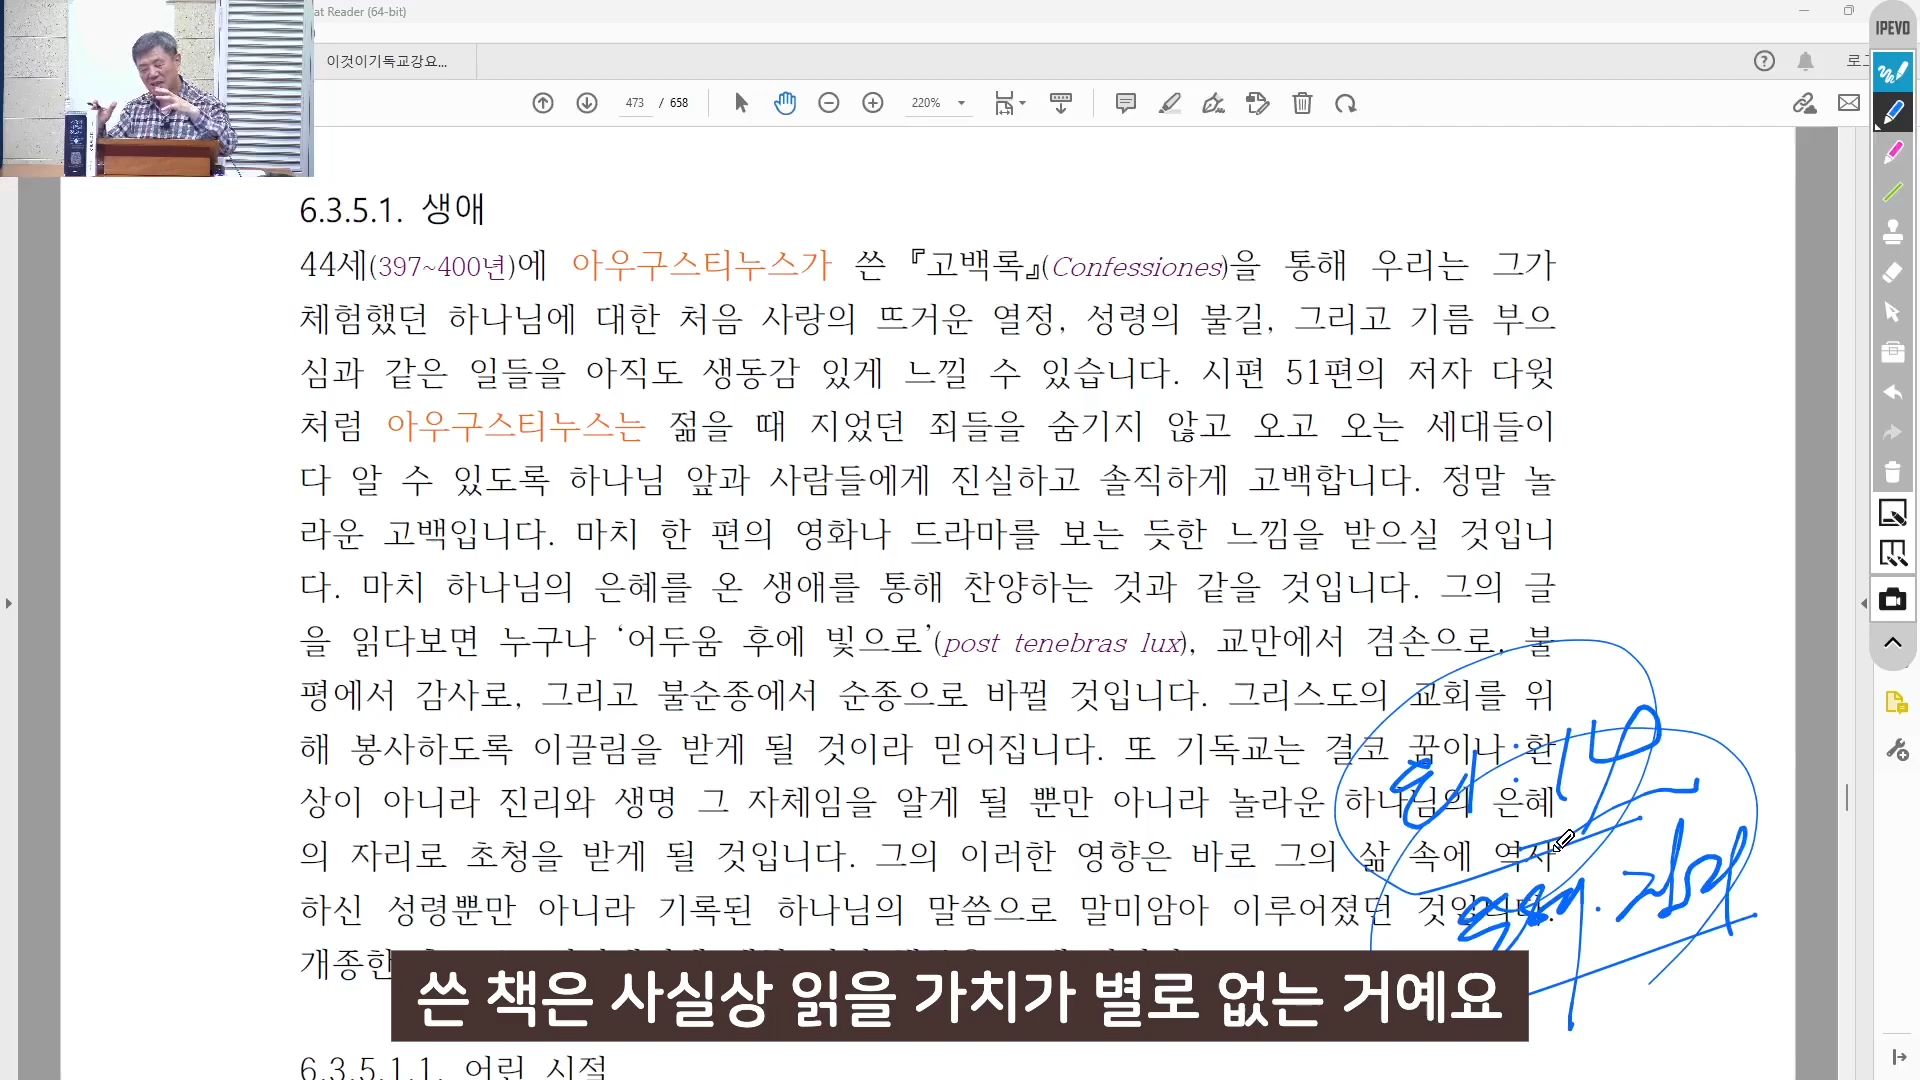 at Reader (64-bit)
IPEVO
이것이기독교강요...
로그
473 / 658
220%
6.3.5.1. 생애
44세(397~400년)에 아우구스티누스가 쓴 『고백록』(Confessiones)을 통해 우리는 그가
체험했던 하나님에 대한 처음 사랑의 뜨거운 열정, 성령의 불길, 그리고 기름 부으
심과 같은 일들을 아직도 생동감 있게 느낄 수 있습니다. 시편 51편의 저자 다윗
처럼 아우구스티누스는 젊을 때 지었던 죄들을 숨기지 않고 오고 오는 세대들이
다 알 수 있도록 하나님 앞과 사람들에게 진실하고 솔직하게 고백합니다. 정말 놀
라운 고백입니다. 마치 한 편의 영화나 드라마를 보는 듯한 느낌을 받으실 것입니
다. 마치 하나님의 은혜를 온 생애를 통해 찬양하는 것과 같을 것입니다. 그의 글
을 읽다보면 누구나 ‘어두움 후에 빛으로’(post tenebras lux), 교만에서 겸손으로, 불
평에서 감사로, 그리고 불순종에서 순종으로 바뀔 것입니다. 그리스도의 교회를 위
해 봉사하도록 이끌림을 받게 될 것이라 믿어집니다. 또 기독교는 결코 꿈이나 환
상이 아니라 진리와 생명 그 자체임을 알게 될 뿐만 아니라 놀라운 하나님의 은혜
의 자리로 초청을 받게 될 것입니다. 그의 이러한 영향은 바로 그의 삶 속에 역사
하신 성령뿐만 아니라 기록된 하나님의 말씀으로 말미암아 이루어졌던 것입니다.
개종한
쓴 책은 사실상 읽을 가치가 별로 없는 거예요
6.3.5.1.1. 어린 시절